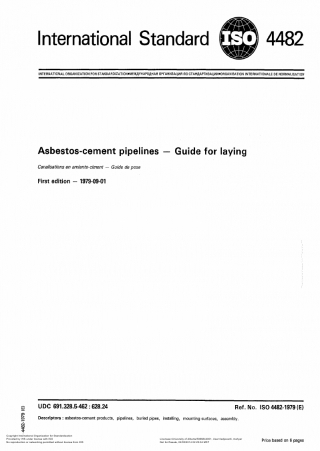 International Standard ISO 4482
INTERNATIONAL ORGANIZATION FOR STANDARDIZATION•МЕЖДУНАРОДНАЯ ОРГАНИЗАЦИЯ ПО СТАНДАРТИЗАЦИИ•ORGANISATION INTERNATIONALE DE NORMALISATION
Asbestos-cement pipelines — Guide for laying
Canalisations en amiante-ciment — Guide de pose
First edition — 1979-09-01
UDC 691.328.5-462 : 628.24
Ref. No. ISO 4482-1979 (E)
Descriptors : asbestos-cement products, pipelines, buried pipes, installing, mounting surfaces, assembly.
4482-1979 (E)
Price based on 6 pages